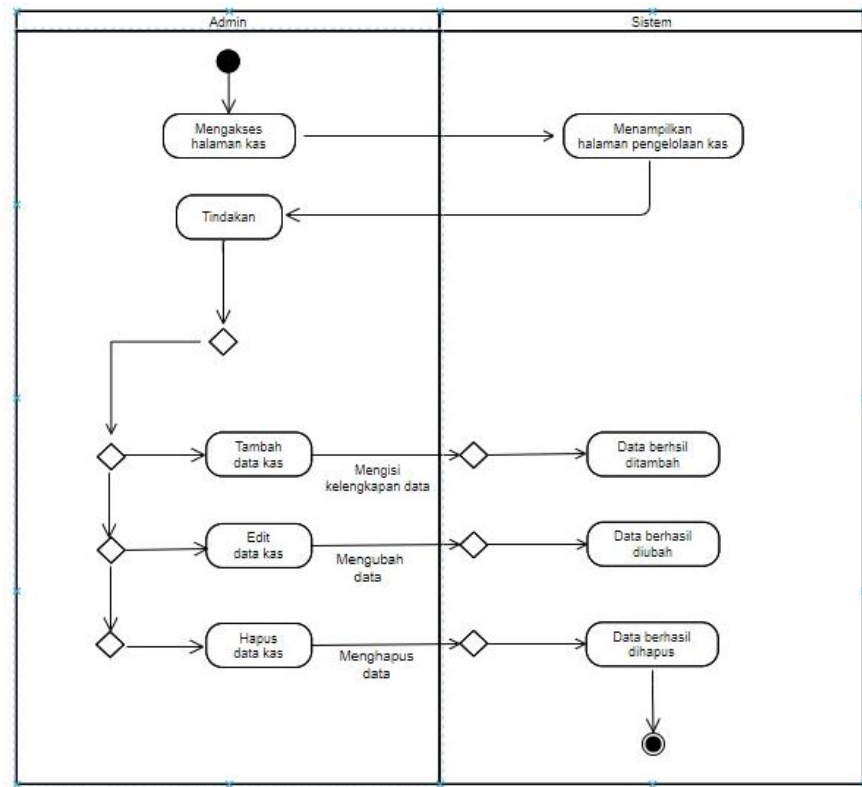 Admin
Sistem
Mengakses
halaman kas
Menampilkan
halaman pengelolaan kas
Tindakan
Tambah
data kas
Mengisi
kelengkapan data
Data berhsil
ditambah
Edit
data kas
Mengubah
data
Data berhasil
diubah
Hapus
data kas
Menghapus
data
Data berhasil
dihapus